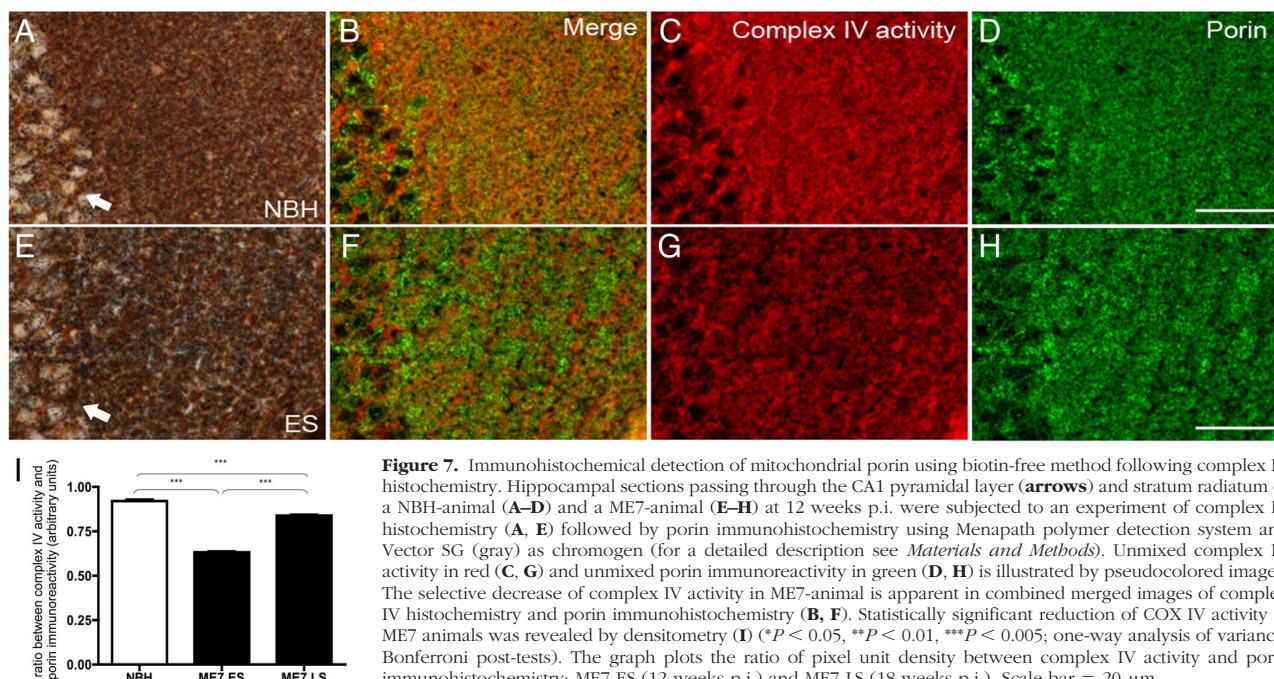 A
B
Merge
C
Complex IV activity
D
Porin
NBH
E
F
G
H
ES
I
ratio between complex IV activity and
porin immunoreactivity (arbitrary units)
***
***
***
1.00
0.75
0.50
0.25
0.00
NBH
ME7 ES
ME7 LS
Figure 7. Immunohistochemical detection of mitochondrial porin using biotin-free method following complex
histochemistry. Hippocampal sections passing through the CA1 pyramidal layer (arrows) and stratum radiatum
a NBH-animal (A–D) and a ME7-animal (E–H) at 12 weeks p.i. were subjected to an experiment of complex
histochemistry (A, E) followed by porin immunohistochemistry using Menapath polymer detection system
Vector SG (gray) as chromogen (for a detailed description see Materials and Methods). Unmixed complex
activity in red (C, G) and unmixed porin immunoreactivity in green (D, H) is illustrated by pseudocolored
The selective decrease of complex IV activity in ME7-animal is apparent in combined merged images of
IV histochemistry and porin immunohistochemistry (B, F). Statistically significant reduction of COX IV activity
ME7 animals was revealed by densitometry (I) (*P < 0.05, **P < 0.01, ***P < 0.005; one-way analysis of
Bonferroni post-tests). The graph plots the ratio of pixel unit density between complex IV activity and
immunohistochemistry; ME7 ES (12 weeks p.i.) and ME7 LS (18 weeks p.i.). Scale bar = 20 μm.